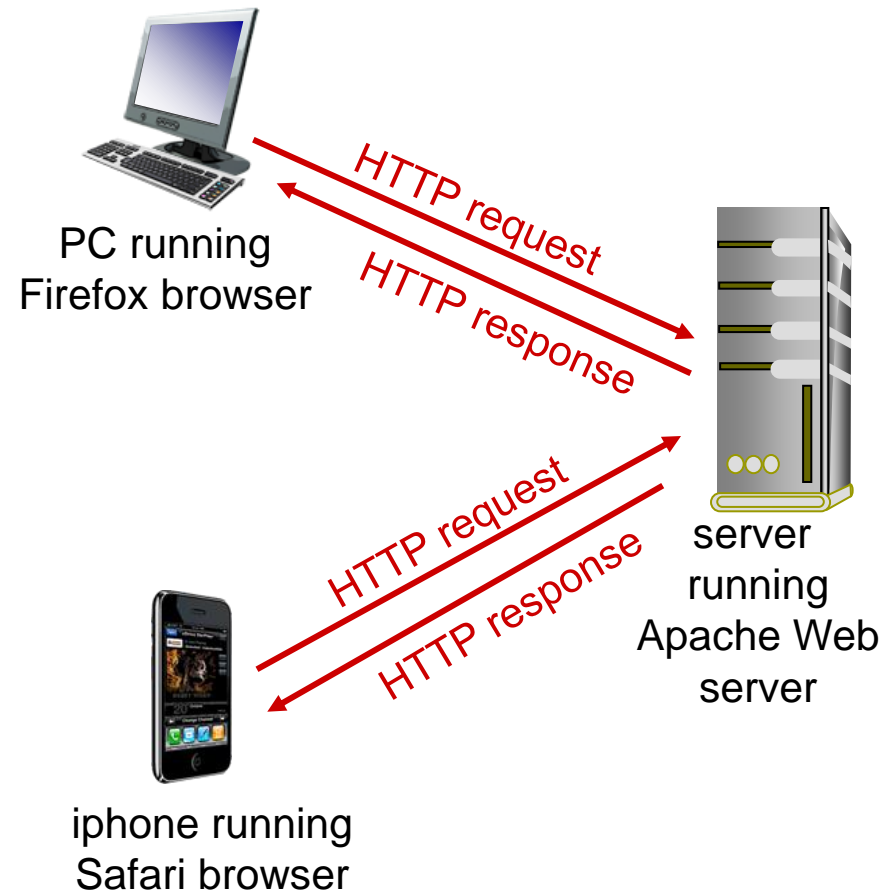 HTTP request
HTTP response
PC running
Firefox browser
HTTP request
HTTP response
server
running
Apache Web
server
iphone running
Safari browser